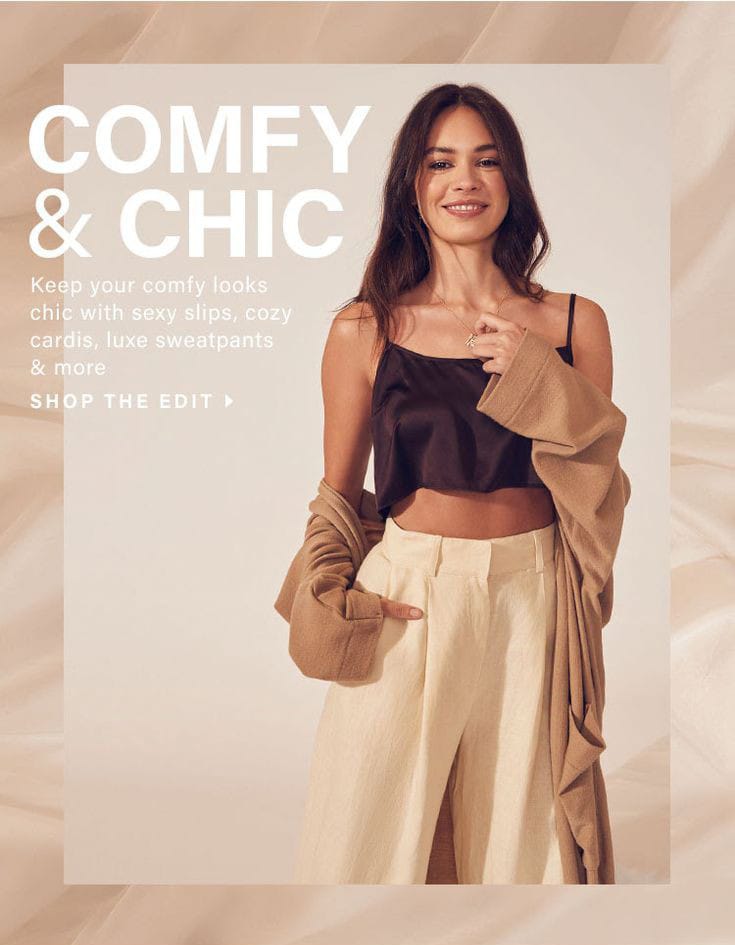 COMFY
& CHIC
Keep your comfy looks
chic with sexy slips, cozy
cardis, luxe sweatpants
& more
SHOP THE EDIT